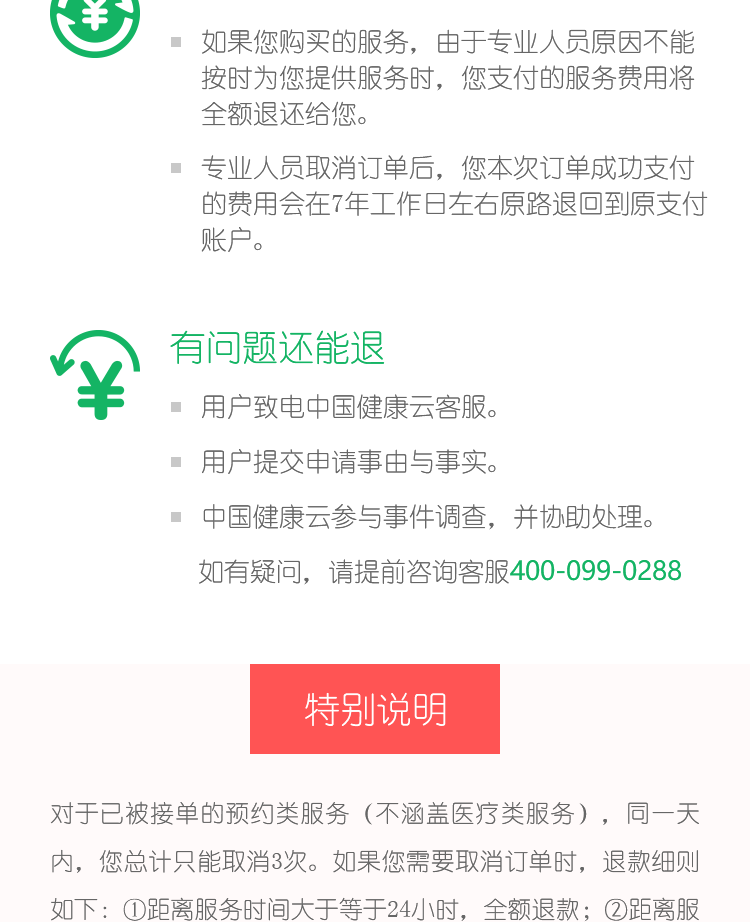 ¥
如果您购买的服务，由于专业人员原因不能
按时为您提供服务时，您支付的服务费用将
全额退还给您。
专业人员取消订单后，您本次订单成功支付
的费用会在7年工作日左右原路退回到原支付
账户。
有问题还能退
¥
用户致电中国健康云客服。
用户提交申请事由与事实。
中国健康云参与事件调查，并协助处理。
如有疑问，请提前咨询客服400-099-0288
特别说明
对于已被接单的预约类服务（不涵盖医疗类服务），同一天
内，您总计只能取消3次。如果您需要取消订单时，退款细则
如下：①距离服务时间大于等于24小时，全额退款；②距离服